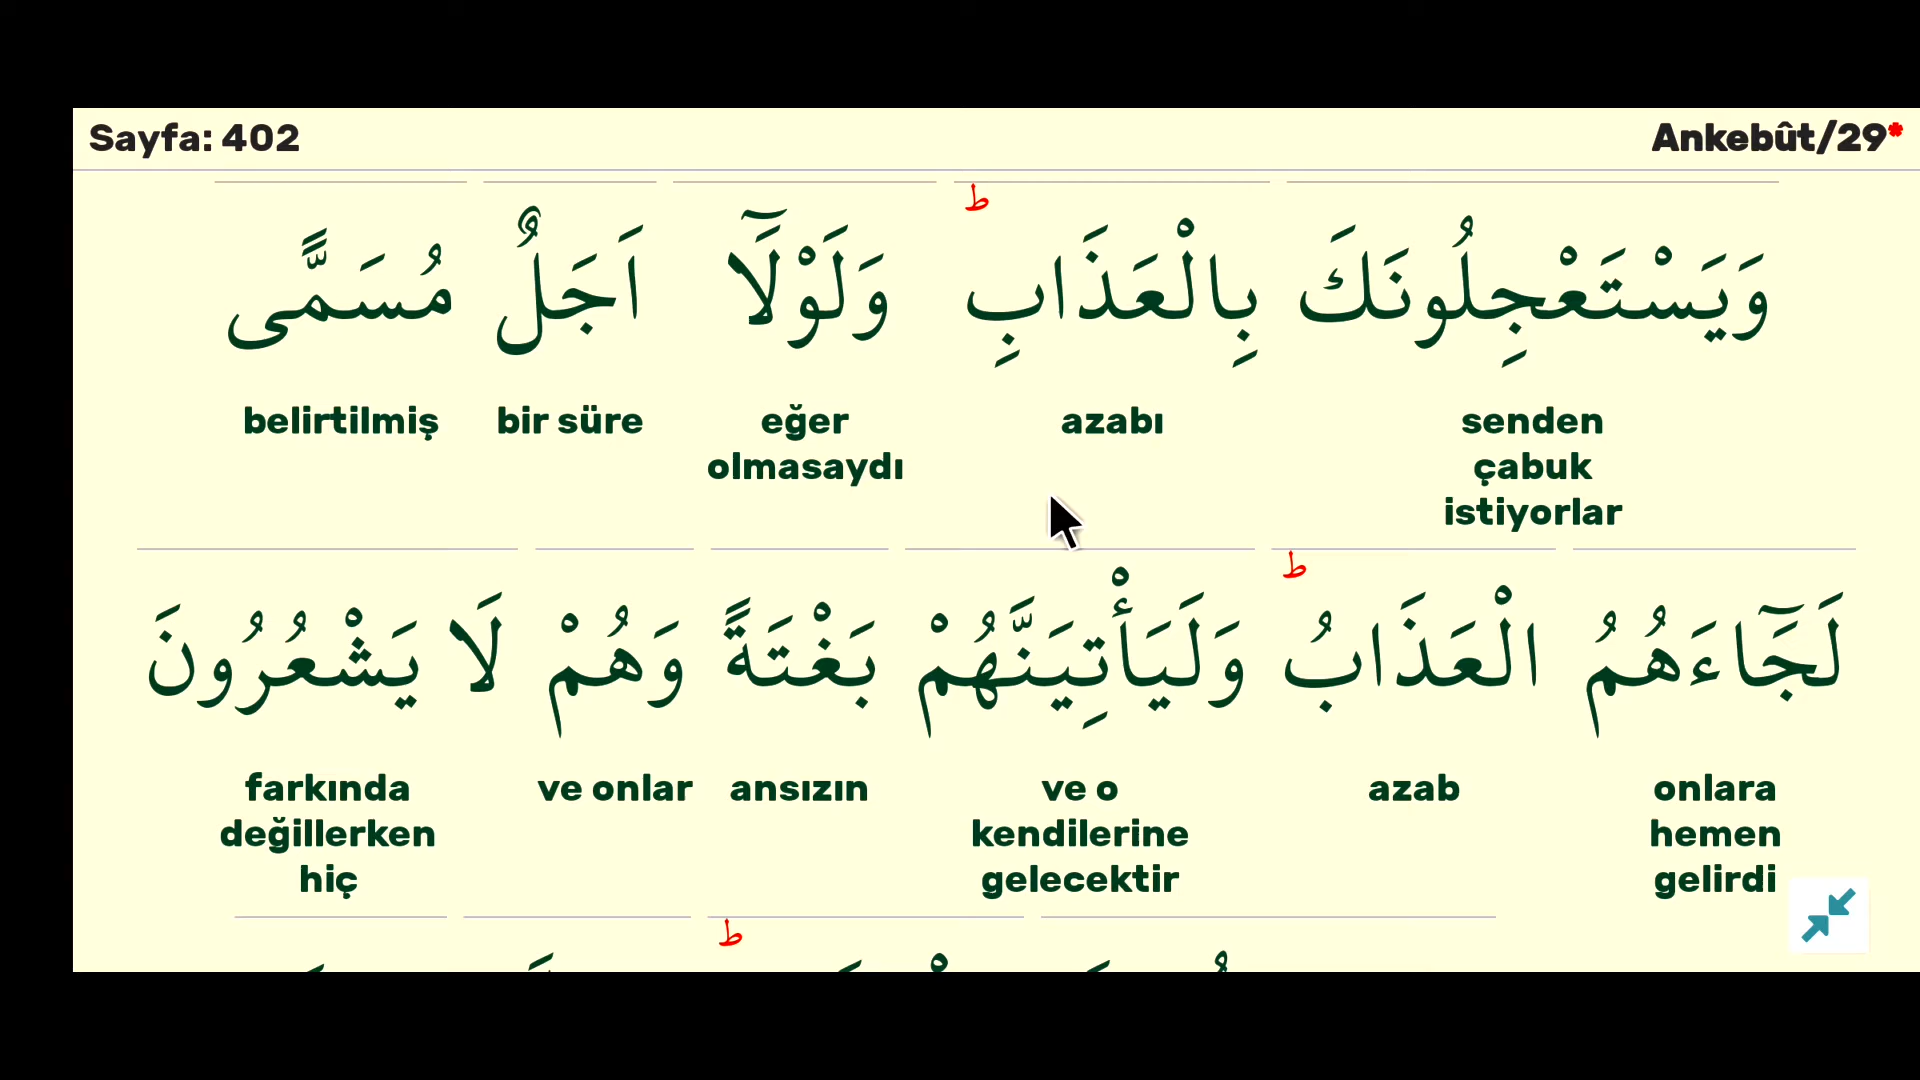 Sayfa: 402 Ankebût/29*
وَيَسْتَعْجِلُونَكَ بِالْعَذَابِ ط وَلَوْلَٓا اَجَلٌ مُسَمًّى
senden çabuk istiyorlar azabı eğer olmasaydı bir süre belirtilmiş
لَجَٓاءَهُمُ الْعَذَابُ ط وَلَيَأْتِيَنَّهُمْ بَغْتَةً وَهُمْ لَا يَشْعُرُونَ
onlara hemen gelirdi azab ve o kendilerine gelecektir ansızın ve onlar farkında değillerken hiç
ط